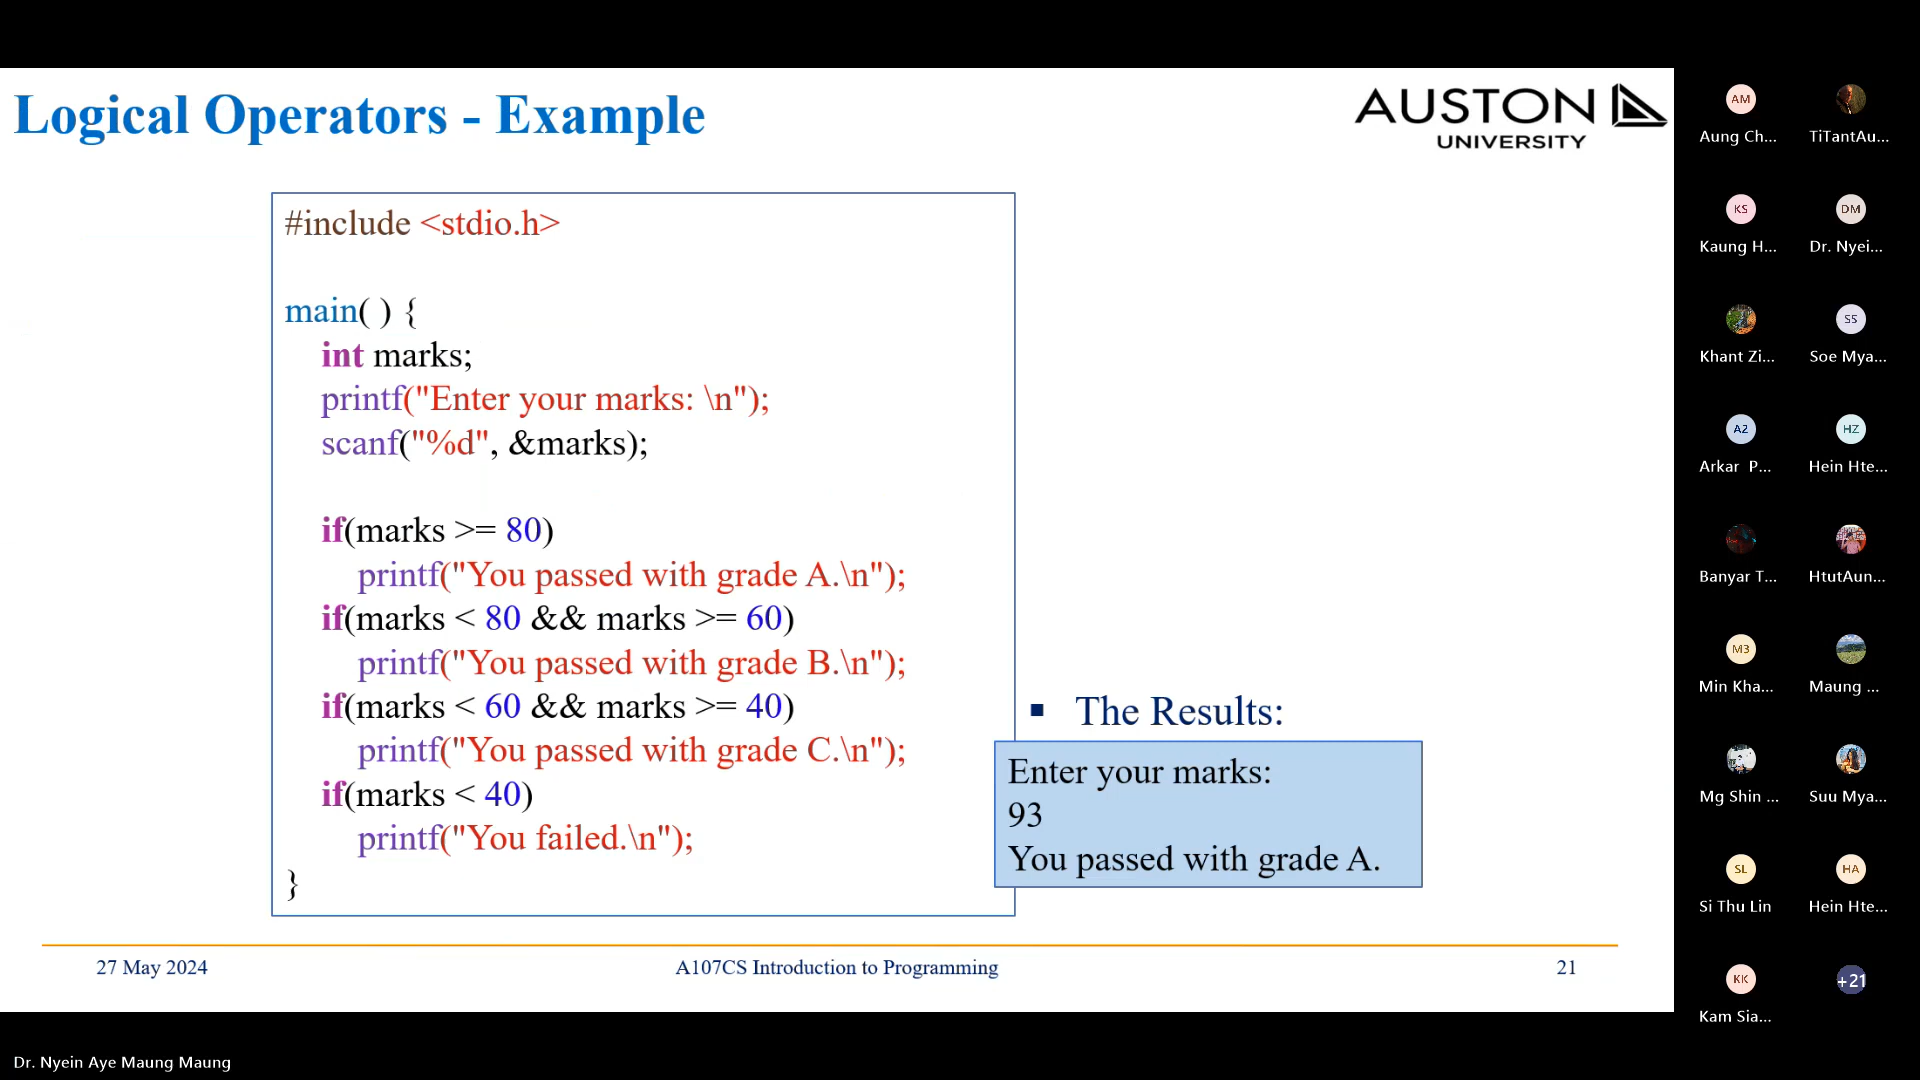 Logical Operators - Example
AUSTON
UNIVERSITY
#include <stdio.h>
main( ) {
int marks;
printf("Enter your marks: \n");
scanf("%d", &marks);
if(marks >= 80)
printf("You passed with grade A.\n");
if(marks < 80 && marks >= 60)
printf("You passed with grade B.\n");
if(marks < 60 && marks >= 40)
printf("You passed with grade C.\n");
if(marks < 40)
printf("You failed.\n");
}
▪ The Results:
Enter your marks:
93
You passed with grade A.
27 May 2024
A107CS Introduction to Programming
21
Dr. Nyein Aye Maung Maung
AM
Aung Ch...
TiTantAu...
KS
Kaung H...
DM
Dr. Nyei...
Khant Zi...
SS
Soe Mya...
A2
Arkar P...
HZ
Hein Hte...
Banyar T...
HtutAun...
M3
Min Kha...
Maung ...
Mg Shin ...
Suu Mya...
SL
Si Thu Lin
HA
Hein Hte...
KK
Kam Sia...
+21